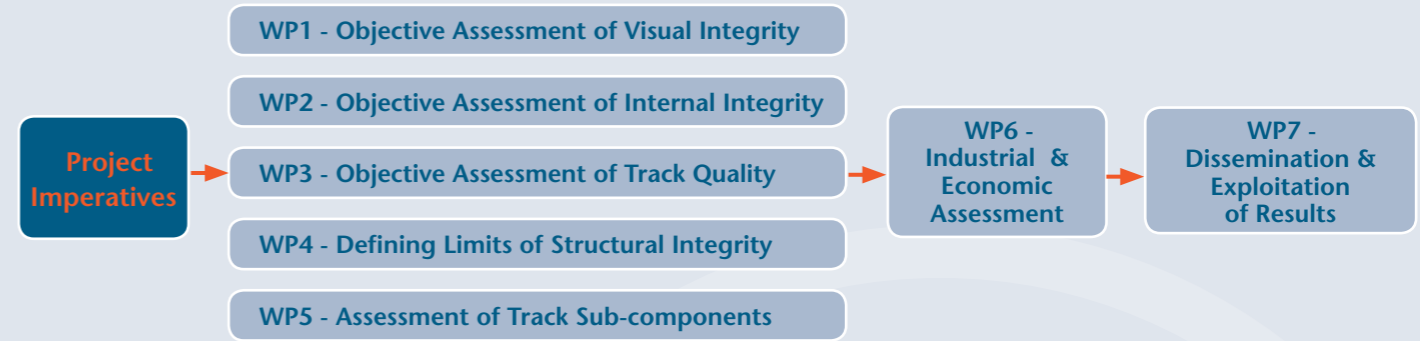 WP1 - Objective Assessment of Visual Integrity
WP2 - Objective Assessment of Internal Integrity
Project
Imperatives
WP3 - Objective Assessment of Track Quality
WP4 - Defining Limits of Structural Integrity
WP5 - Assessment of Track Sub-components
WP6 -
Industrial &
Economic
Assessment
WP7 -
Dissemination &
Exploitation
of Results